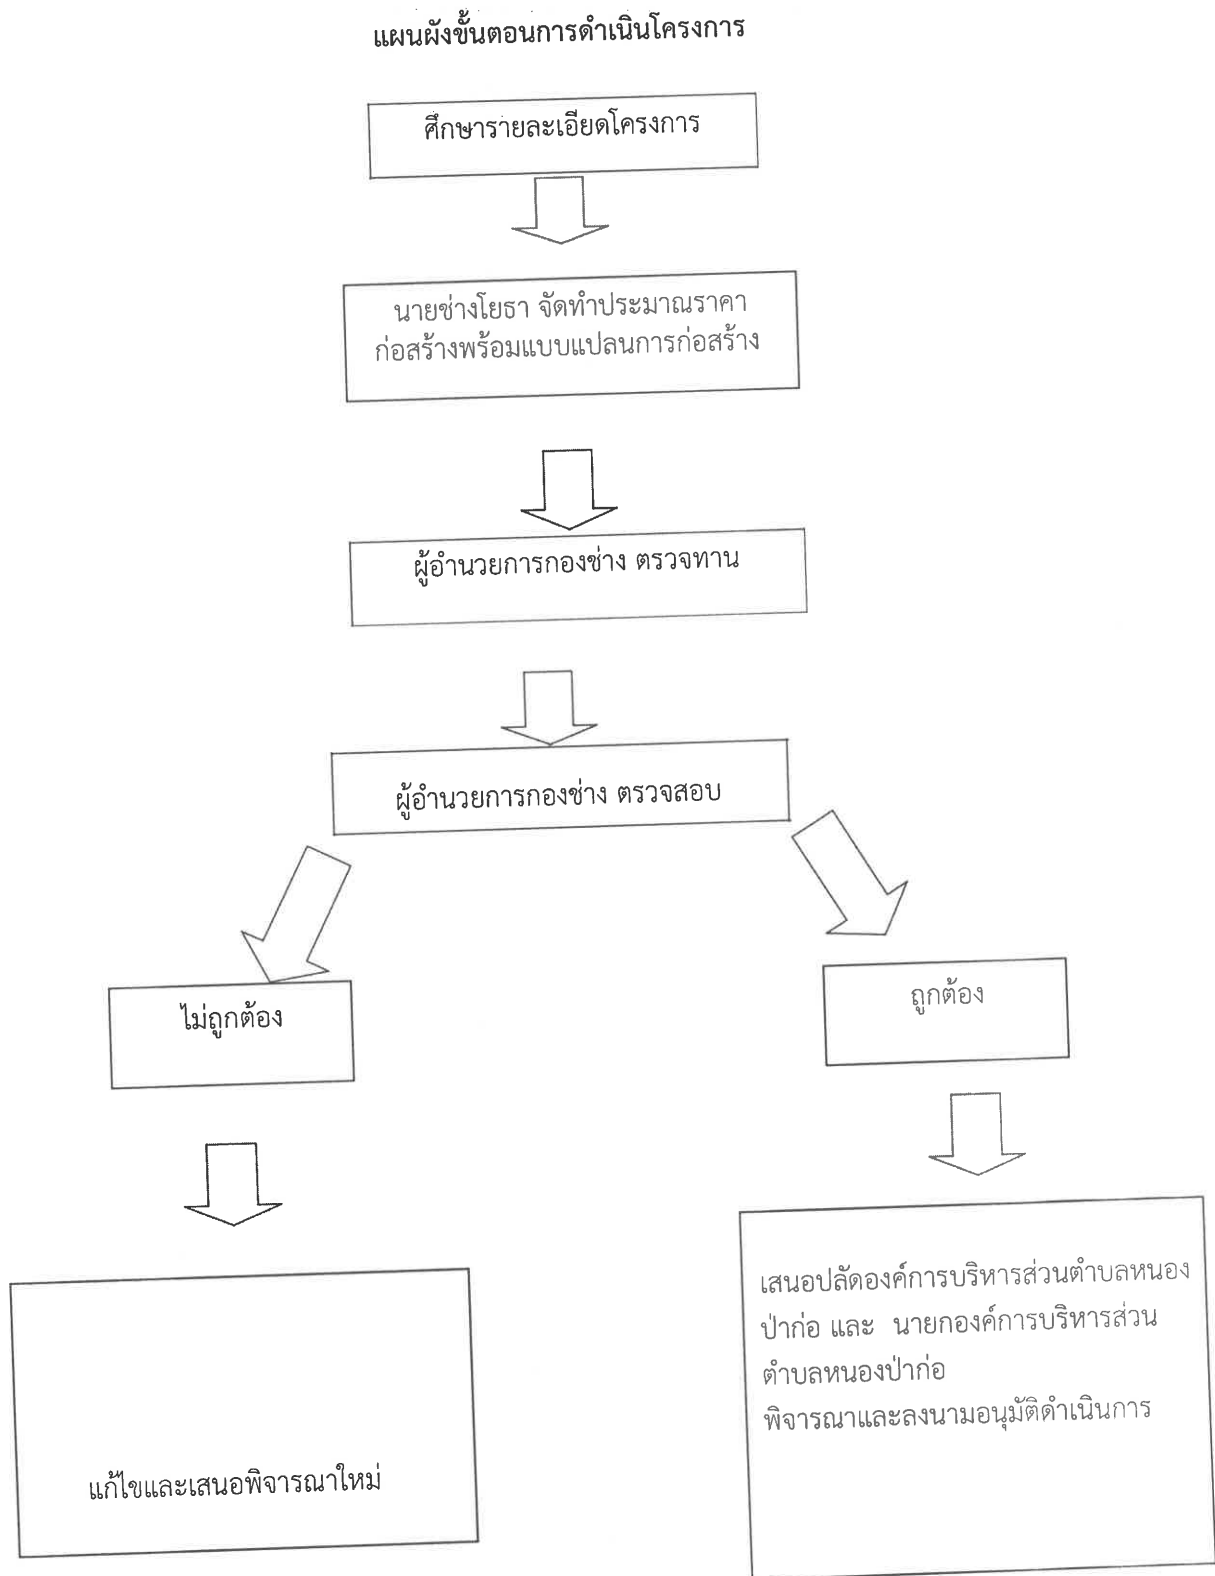 แผนผังขั้นตอนการดำเนินโครงการ
ศึกษารายละเอียดโครงการ
นายช่างโยธา จัดทำประมาณราคา
ก่อสร้างพร้อมแบบแปลนการก่อสร้าง
ผู้อำนวยการกองช่าง ตรวจทาน
ผู้อำนวยการกองช่าง ตรวจสอบ
ไม่ถูกต้อง
ถูกต้อง
แก้ไขและเสนอพิจารณาใหม่
เสนอปลัดองค์การบริหารส่วนตำบลหนอง
ป่าก่อ และ นายกองค์การบริหารส่วน
ตำบลหนองป่าก่อ
พิจารณาและลงนามอนุมัติดำเนินการ